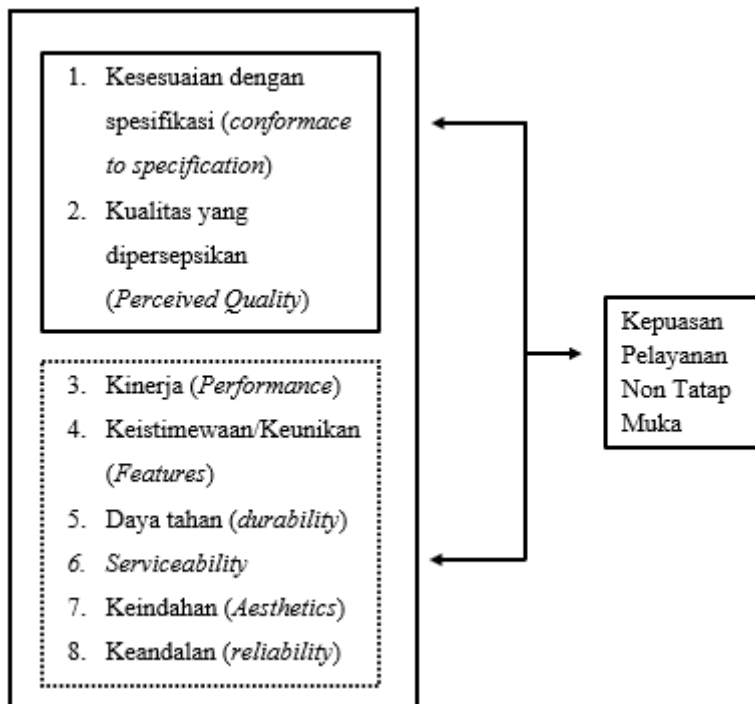 1. Kesesuaian dengan
spesifikasi (conformace
to specification)
2. Kualitas yang
dipersepsikan
(Perceived Quality)
3. Kinerja (Performance)
4. Keistimewaan/Keunikan
(Features)
5. Daya tahan (durability)
6. Serviceability
7. Keindahan (Aesthetics)
8. Keandalan (reliability)
Kepuasan
Pelayanan
Non Tatap
Muka